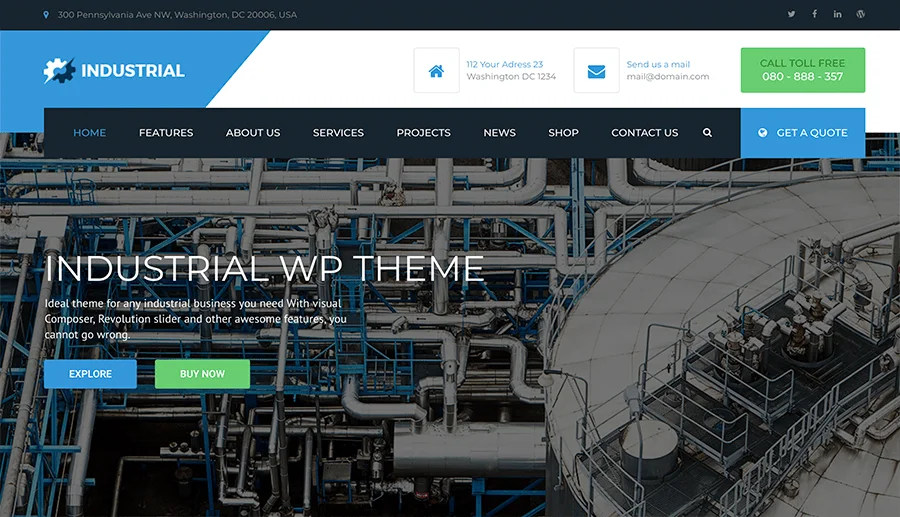 300 Pennsylvania Ave NW, Washington, DC 20006, USA
INDUSTRIAL
112 Your Adress 23
Washington DC 1234
Send us a mail
mail@domain.com
CALL TOLL FREE
080 - 888 - 357
HOME FEATURES ABOUT US SERVICES PROJECTS NEWS SHOP CONTACT US GET A QUOTE
INDUSTRIAL WP THEME
Ideal theme for any industrial business you need With visual
Composer, Revolution slider and other awesome features, you
cannot go wrong.
EXPLORE BUY NOW